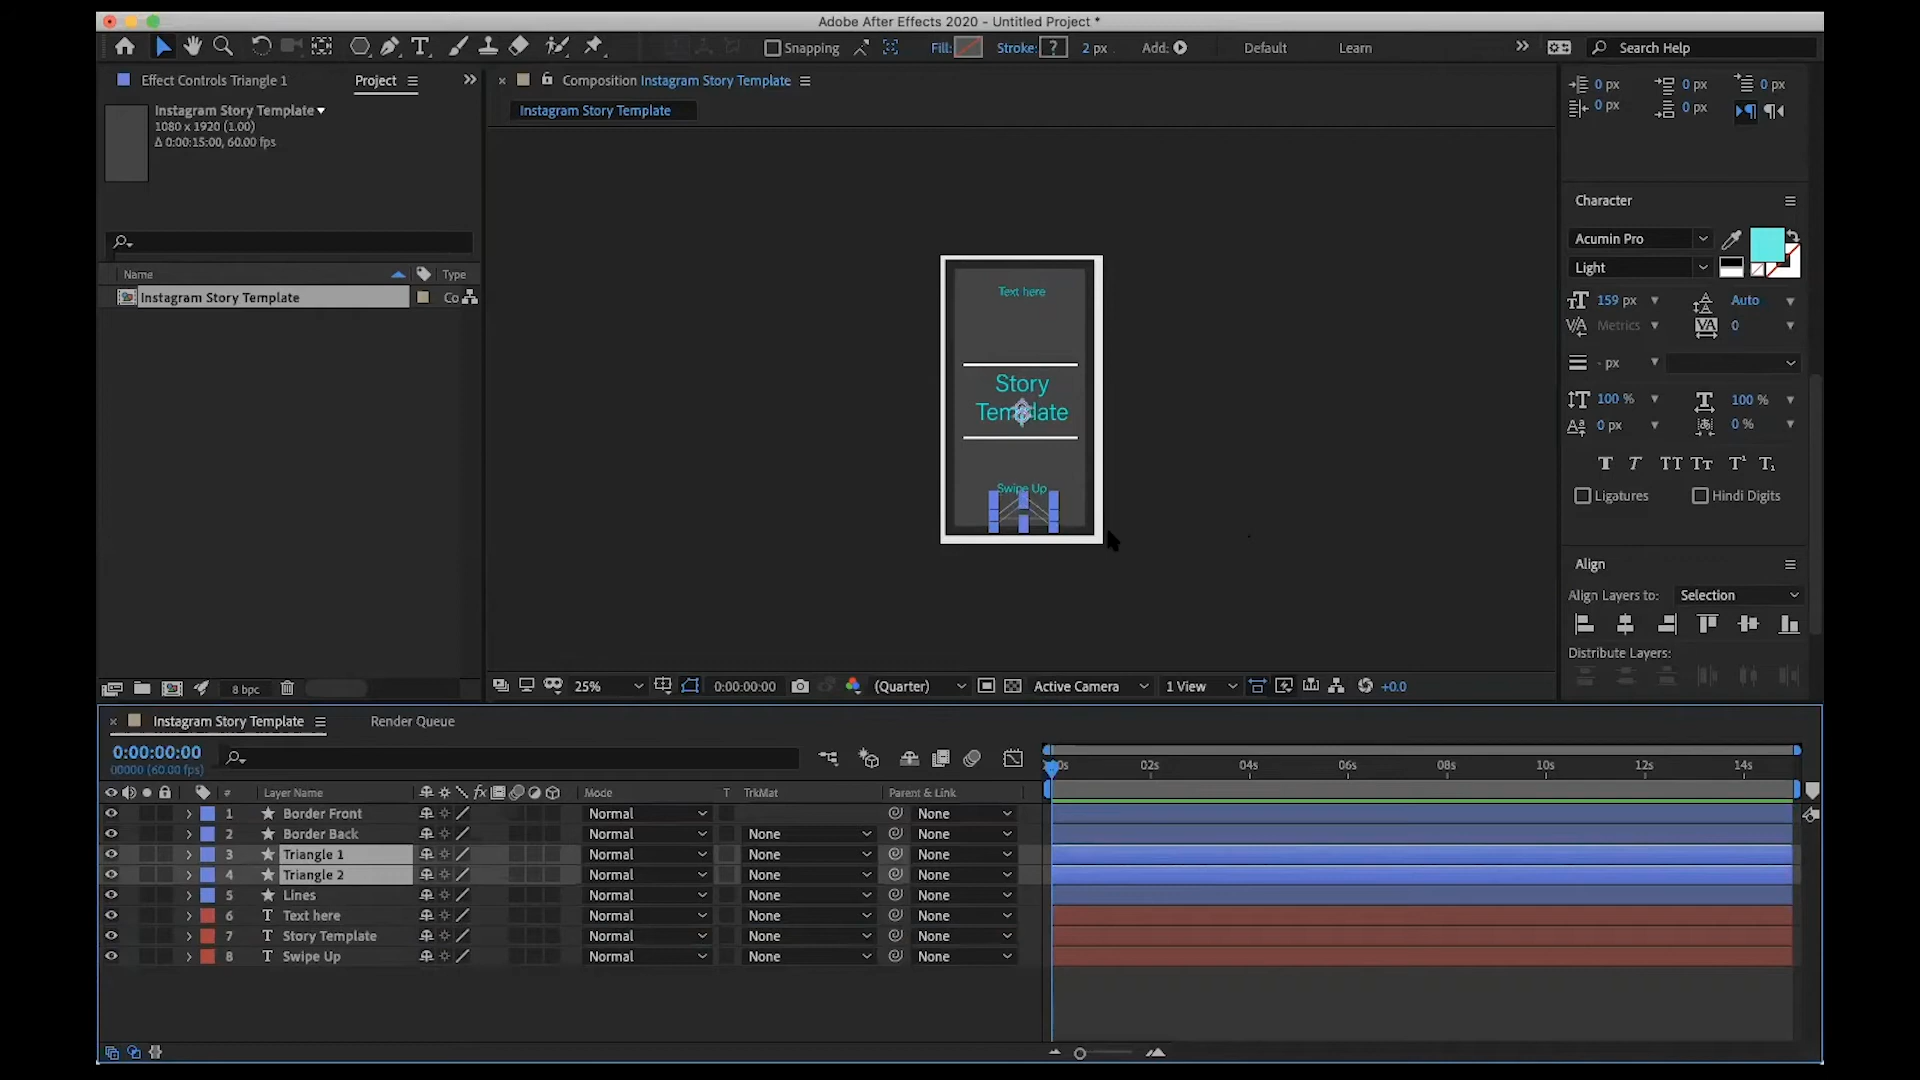 Adobe After Effects 2020 - Untitled Project *
Snapping
Fill:
Stroke: ?
2 px
Add:
Default
Learn
Search Help
Effect Controls Triangle 1
Project
Composition Instagram Story Template
Instagram Story Template
Instagram Story Template
1080 x 1920 (1.00)
Δ 0:00:15:00, 60.00 fps
Name
Type
Instagram Story Template
Co
8 bpc
Text here
Story
Template
Swipe Up
25%
0:00:00:00
(Quarter)
Active Camera
1 View
+0.0
0 px
0 px
0 px
0 px
0 px
Character
Acumin Pro
Light
159 px
Auto
Metrics
0
- px
100 %
100 %
0 px
0 %
Ligatures
Hindi Digits
Align
Align Layers to:
Selection
Distribute Layers:
Instagram Story Template
Render Queue
0:00:00:00
00000 (60.00 fps)
02s
04s
06s
08s
10s
12s
14s
#
Layer Name
Mode
T
TrkMat
Parent & Link
1 Border Front Normal None
2 Border Back Normal None None
3 Triangle 1 Normal None None
4 Triangle 2 Normal None None
5 Lines Normal None None
6 T Text here Normal None None
7 T Story Template Normal None None
8 T Swipe Up Normal None None